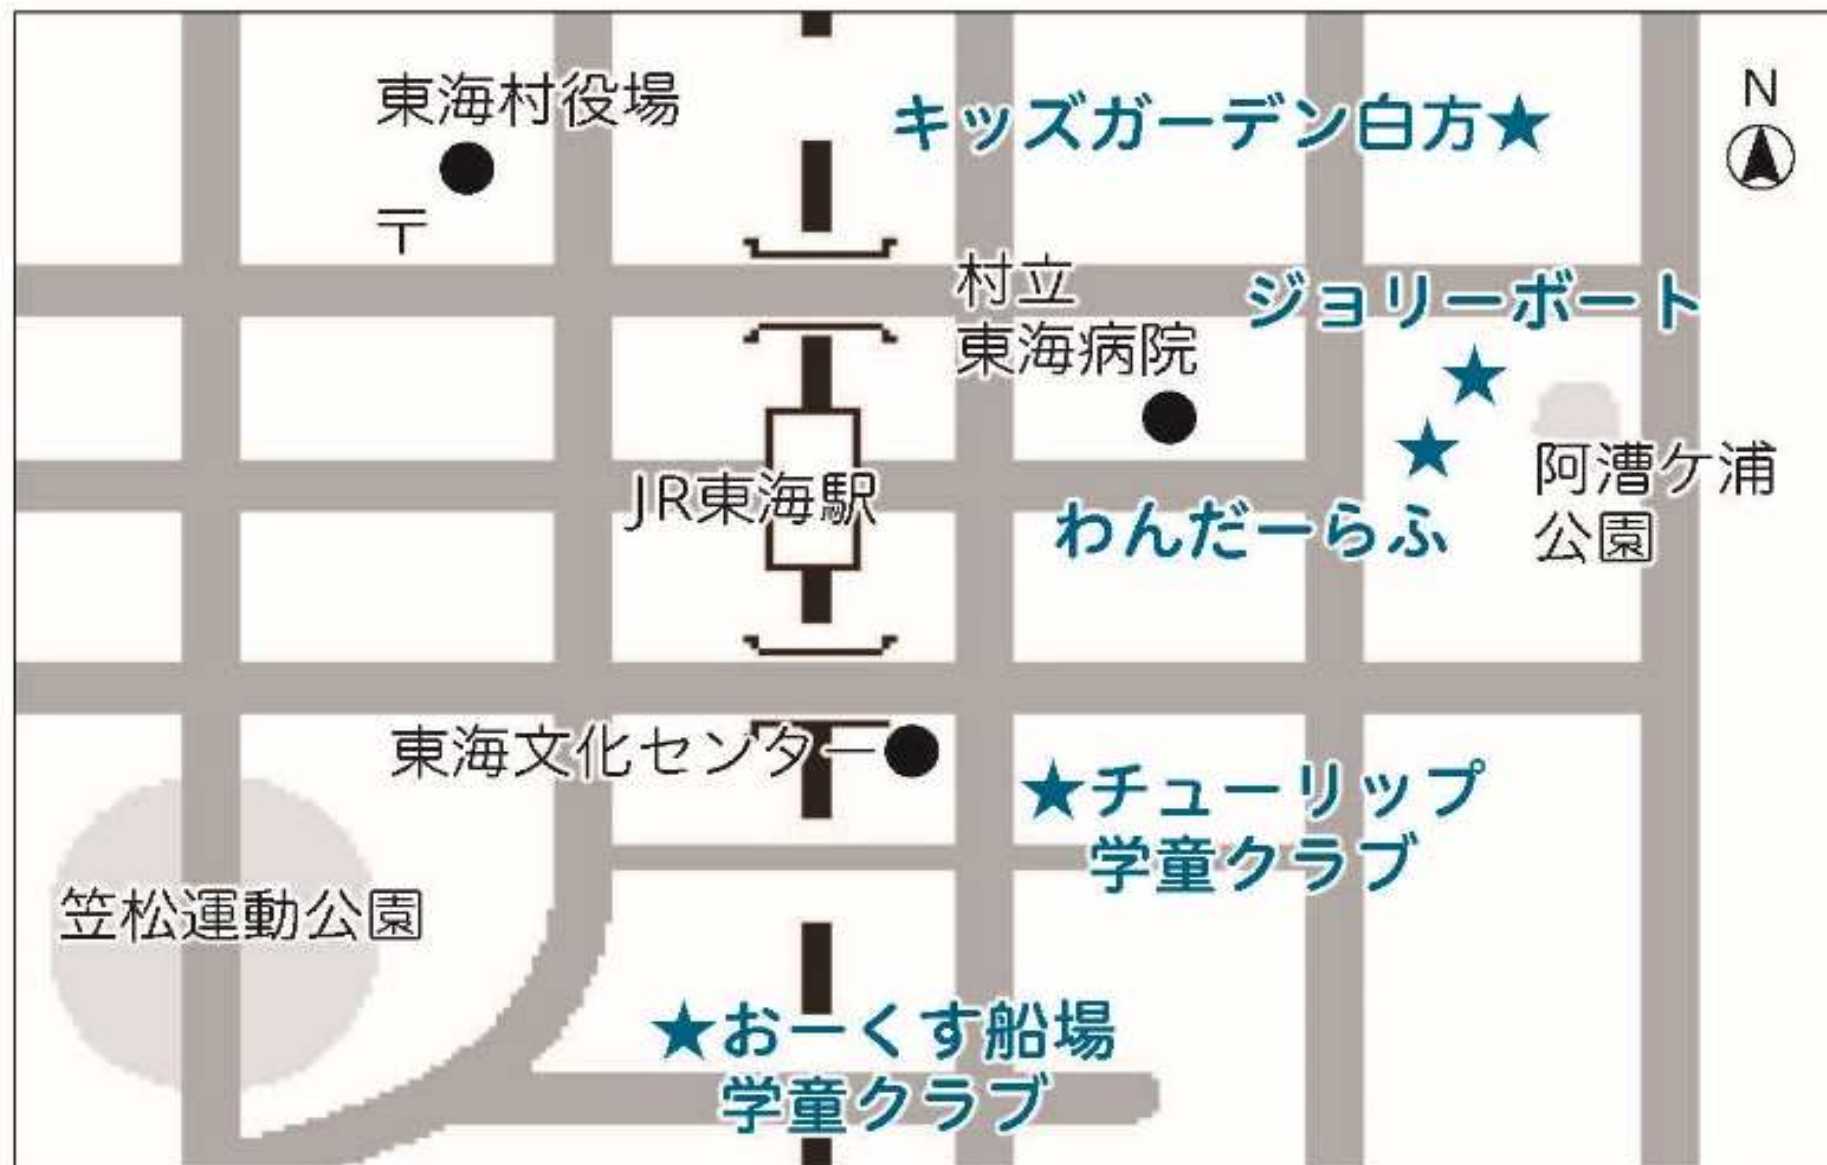 東海村役場
〒
キッズガーデン白方★
N
村立
東海病院
ジョリーボート
★
★
わんだーらふ
阿漕ケ浦
公園
JR東海駅
東海文化センター
★チューリップ
学童クラブ
笠松運動公園
★おーくす船場
学童クラブ